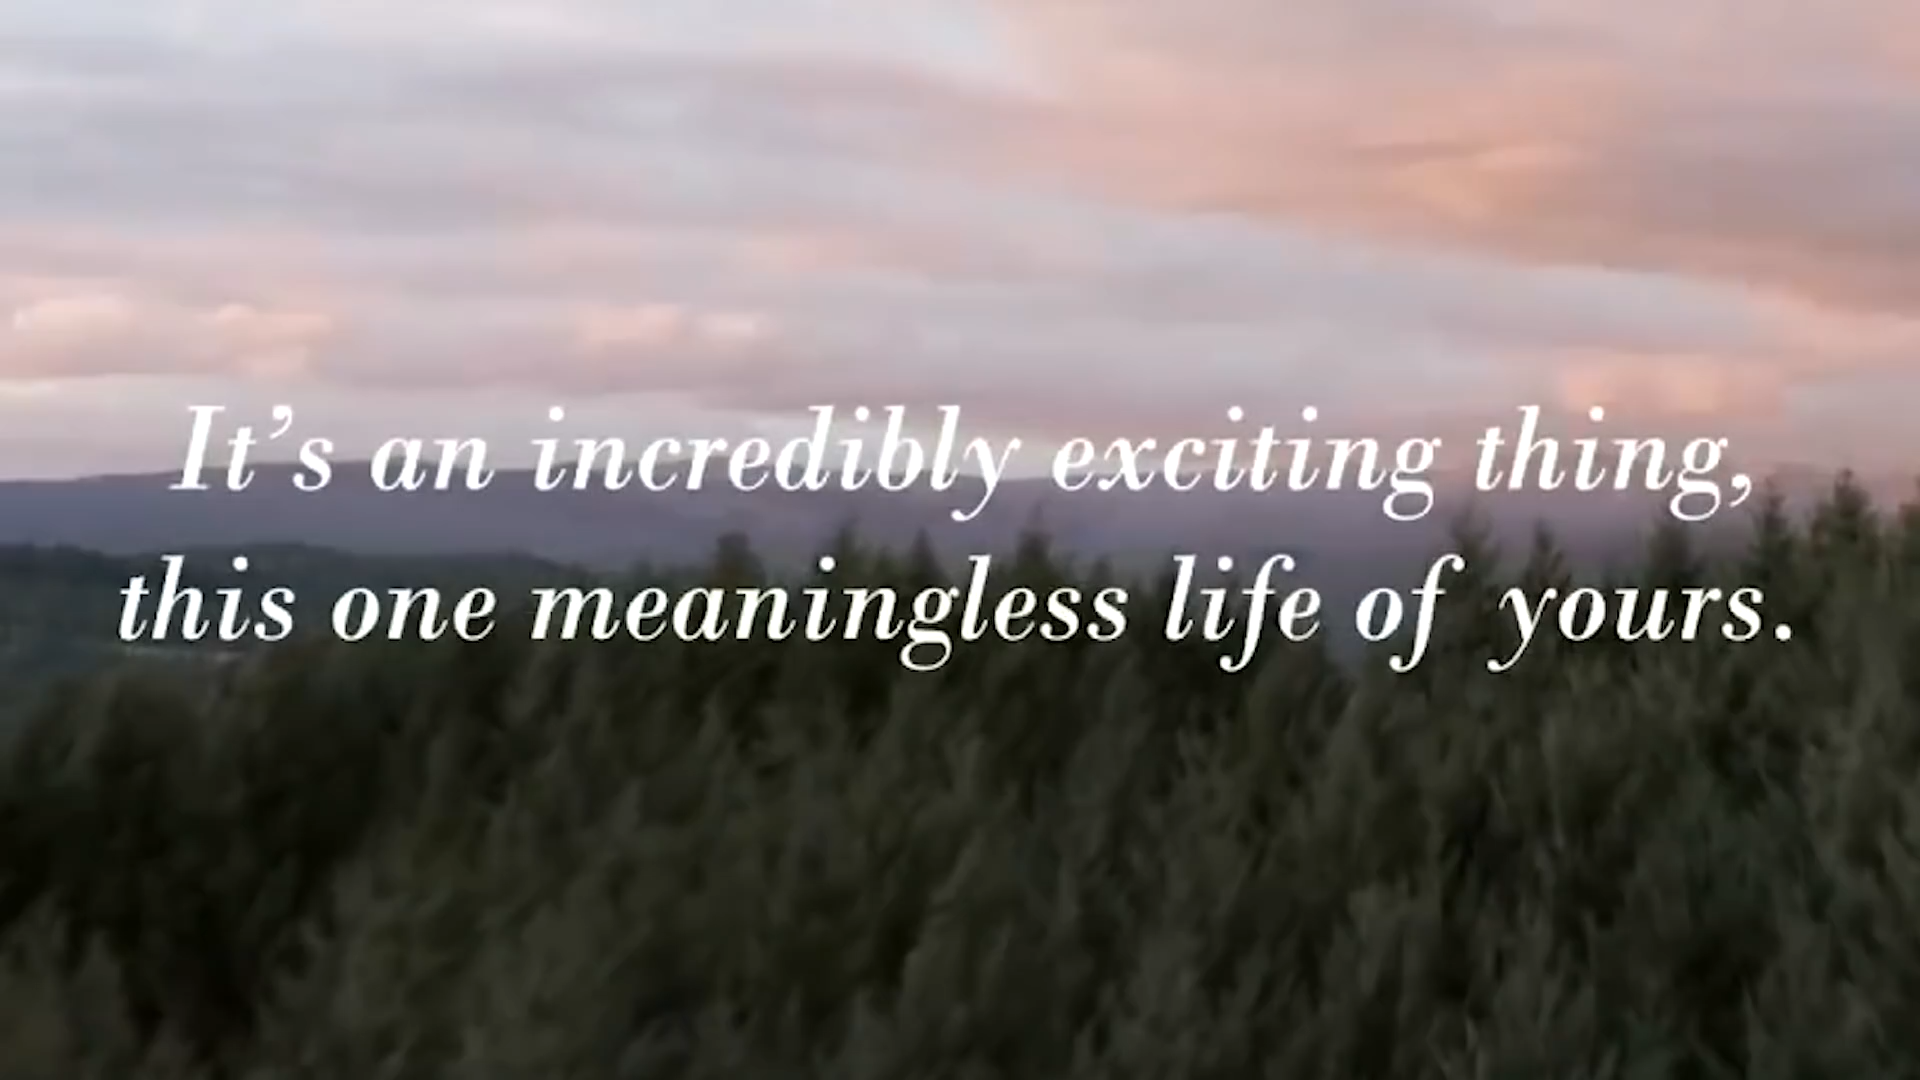 It’s an incredibly exciting thing,
this one meaningless life of yours.